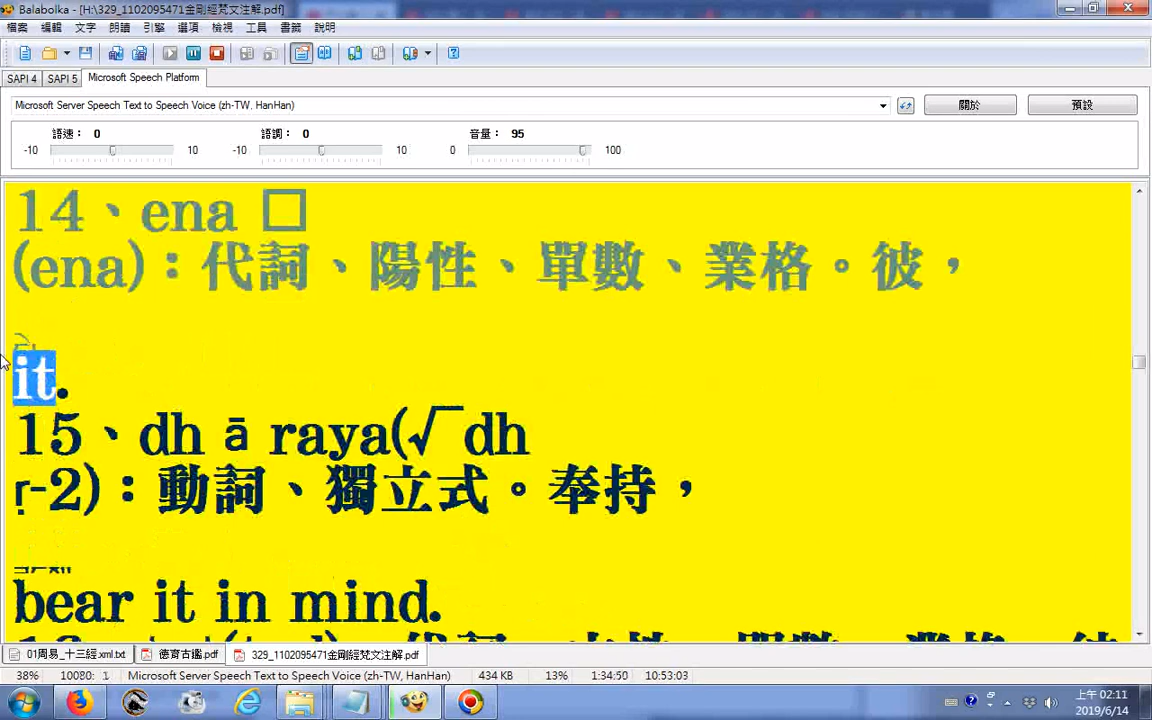 Balabolka - [H:\329_1102095471金剛經梵文注解.pdf]
檔案 編輯 文字 朗讀 引擎 選項 檢視 工具 書籤 說明
SAPI 4 SAPI 5 Microsoft Speech Platform
Microsoft Server Speech Text to Speech Voice (zh-TW, HanHan) 關於 預設
語速： 0 語調： 0 音量： 95
-10 10 -10 10 0 100
14、ena □
(ena)：代詞、陽性、單數、業格。彼，
it.
15、dh ā raya(√dh
ṛ-2)：動詞、獨立式。奉持，
bear it in mind.
01周易_十三經.xml.txt 德育古鑑.pdf 329_1102095471金剛經梵文注解.pdf
38% 10080: 1 Microsoft Server Speech Text to Speech Voice (zh-TW, HanHan) 434 KB 13% 1:34:50 10:53:03
上午 02:11
2019/6/14